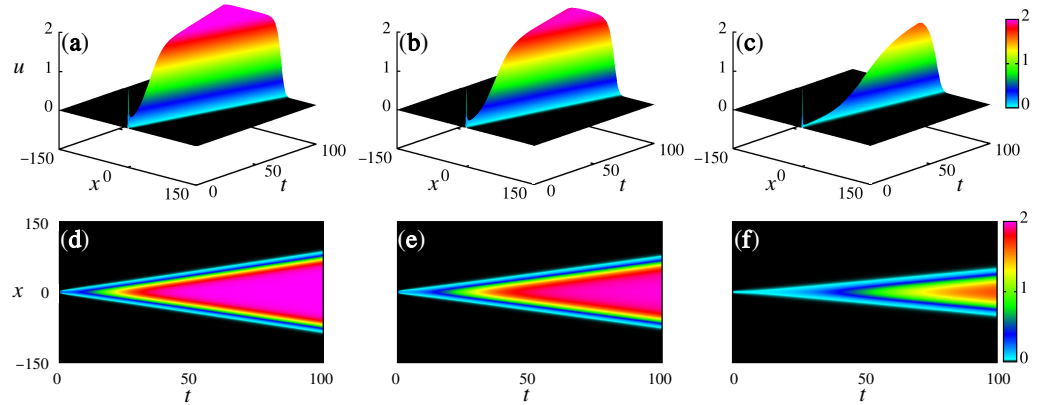 2 (a) 2 (b) 2 (c) 2
u 1 1 1 1
0 0 0 0
−150 100 −150 100 −150 100
x 0 50 x 0 50 x 0 50
150 0 t 150 0 t 150 0 t
150 (d) (e) (f) 2
x 0 1
−150 0
0 50 100 0 50 100 0 50 100
t t t